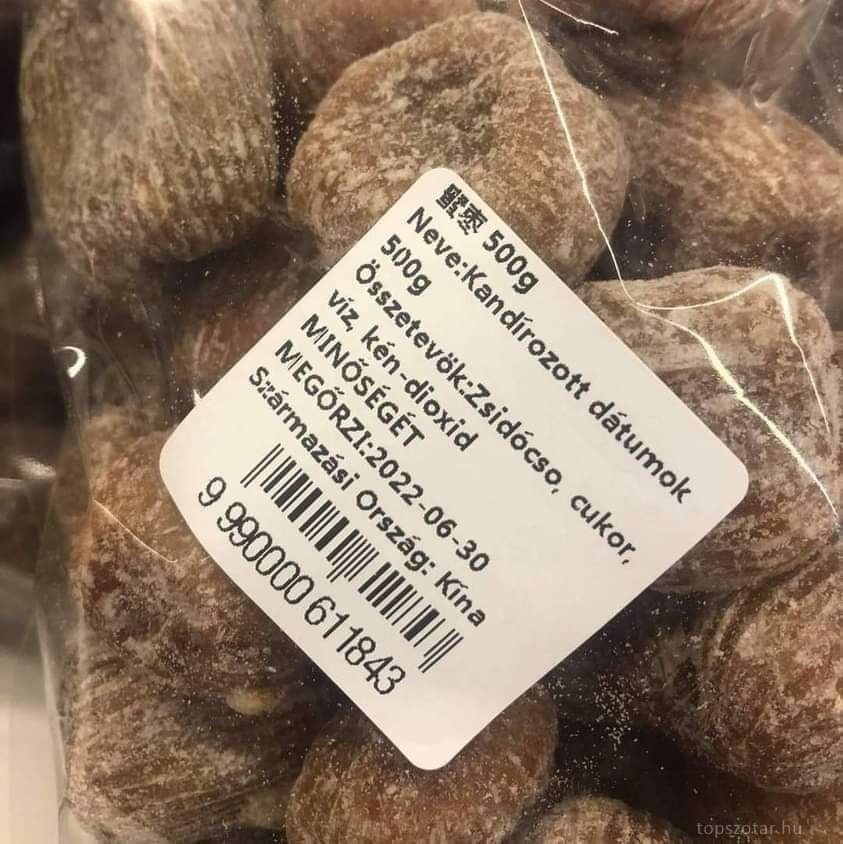 蜜枣 500g
Neve:Kandírozott dátumok
500g
Összetevők:Zsidócso, cukor,
víz, kén-dioxid
MINŐSÉGÉT
MEGŐRZI:2022-06-30
Származási Ország: Kína
9 990000 611843
topszotar.hu